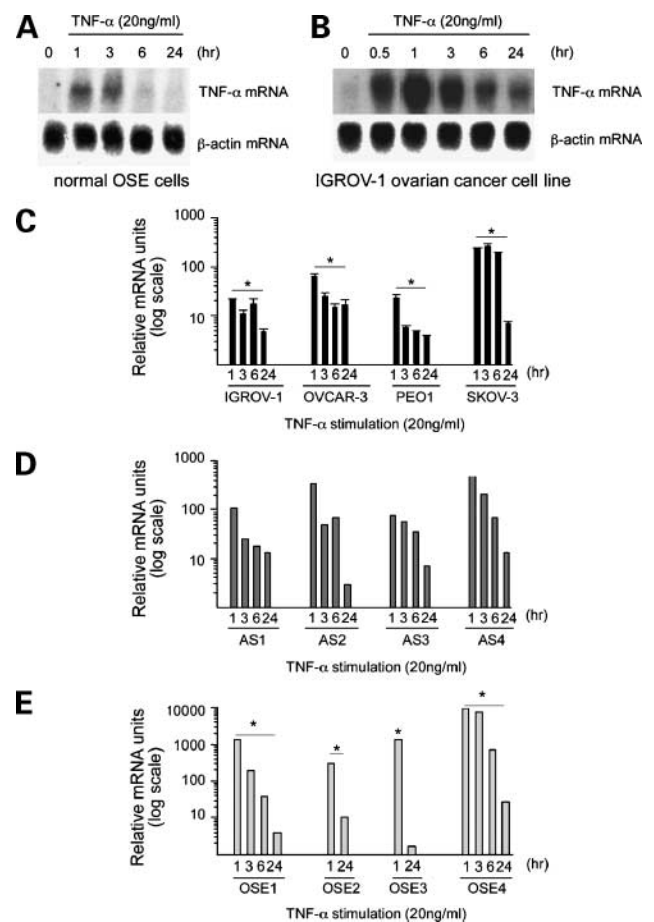 A
TNF-α (20ng/ml)
0 1 3 6 24 (hr)
TNF-α mRNA
β-actin mRNA
normal OSE cells
B
TNF-α (20ng/ml)
0 0.5 1 3 6 24 (hr)
TNF-α mRNA
β-actin mRNA
IGROV-1 ovarian cancer cell line
C
Relative mRNA units
(log scale)
1000
100
10
* * * *
1 3 6 24 1 3 6 24 1 3 6 24 1 3 6 24 (hr)
IGROV-1 OVCAR-3 PEO1 SKOV-3
TNF-α stimulation (20ng/ml)
D
Relative mRNA units
(log scale)
1000
100
10
1 3 6 24 1 3 6 24 1 3 6 24 1 3 6 24 (hr)
AS1 AS2 AS3 AS4
TNF-α stimulation (20ng/ml)
E
Relative mRNA units
(log scale)
10000
1000
100
10
* * * *
1 3 6 24 1 24 1 24 1 3 6 24 (hr)
OSE1 OSE2 OSE3 OSE4
TNF-α stimulation (20ng/ml)